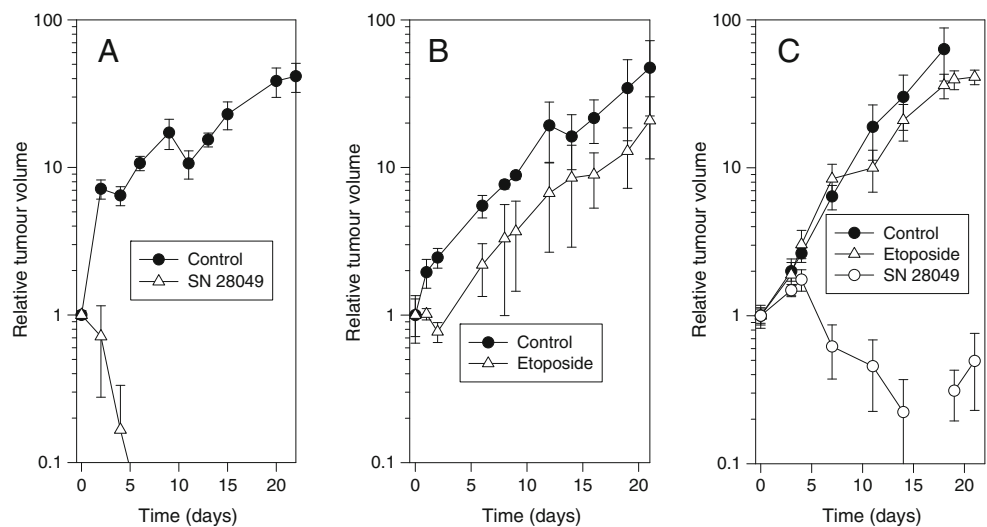 A
Relative tumour volume
100
10
1
0.1
Control
SN 28049
0 5 10 15 20
Time (days)
B
Relative tumour volume
100
10
1
0.1
Control
Etoposide
0 5 10 15 20
Time (days)
C
Relative tumour volume
100
10
1
0.1
Control
Etoposide
SN 28049
0 5 10 15 20
Time (days)